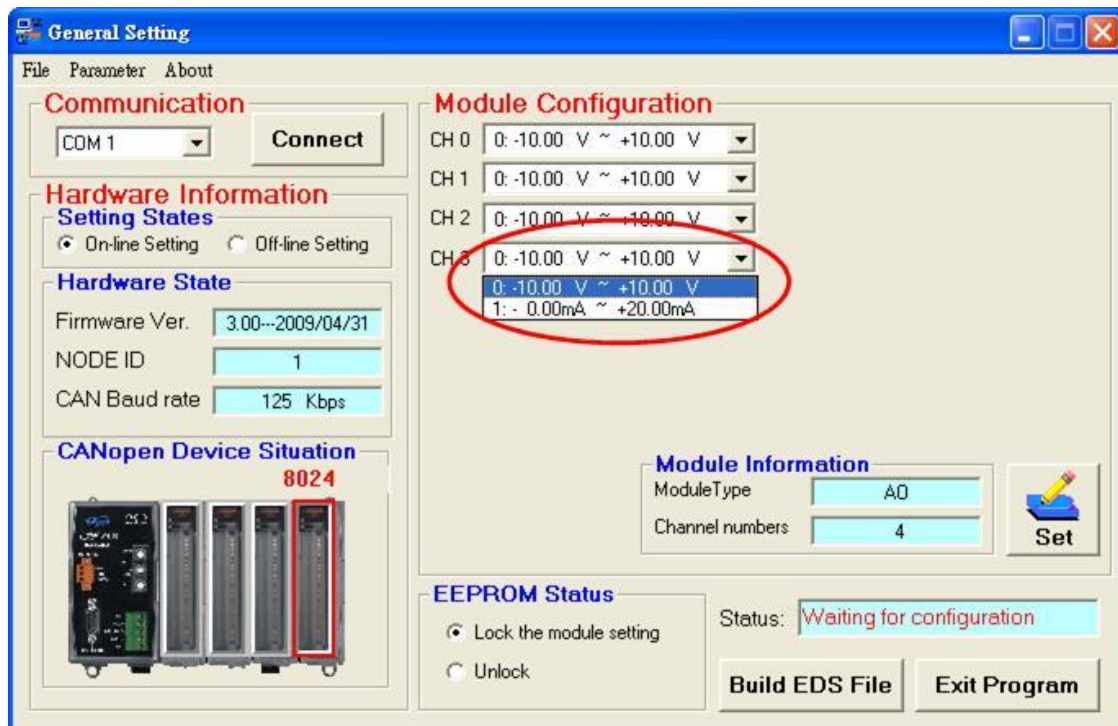 General Setting
File Parameter About
Communication
COM 1
Connect
Hardware Information
Setting States
On-line Setting Off-line Setting
Hardware State
Firmware Ver. 3.00---2009/04/31
NODE ID 1
CAN Baud rate 125 Kbps
CANopen Device Situation
8024
Module Configuration
CH 0 0: -10.00 V ~ +10.00 V
CH 1 0: -10.00 V ~ +10.00 V
CH 2 0: -10.00 V ~ +10.00 V
CH 3 0: -10.00 V ~ +10.00 V
0: -10.00 V ~ +10.00 V
1: - 0.00mA ~ +20.00mA
Module Information
ModuleType AO
Channel numbers 4
Set
EEPROM Status
Lock the module setting
Unlock
Status: Waiting for configuration
Build EDS File
Exit Program